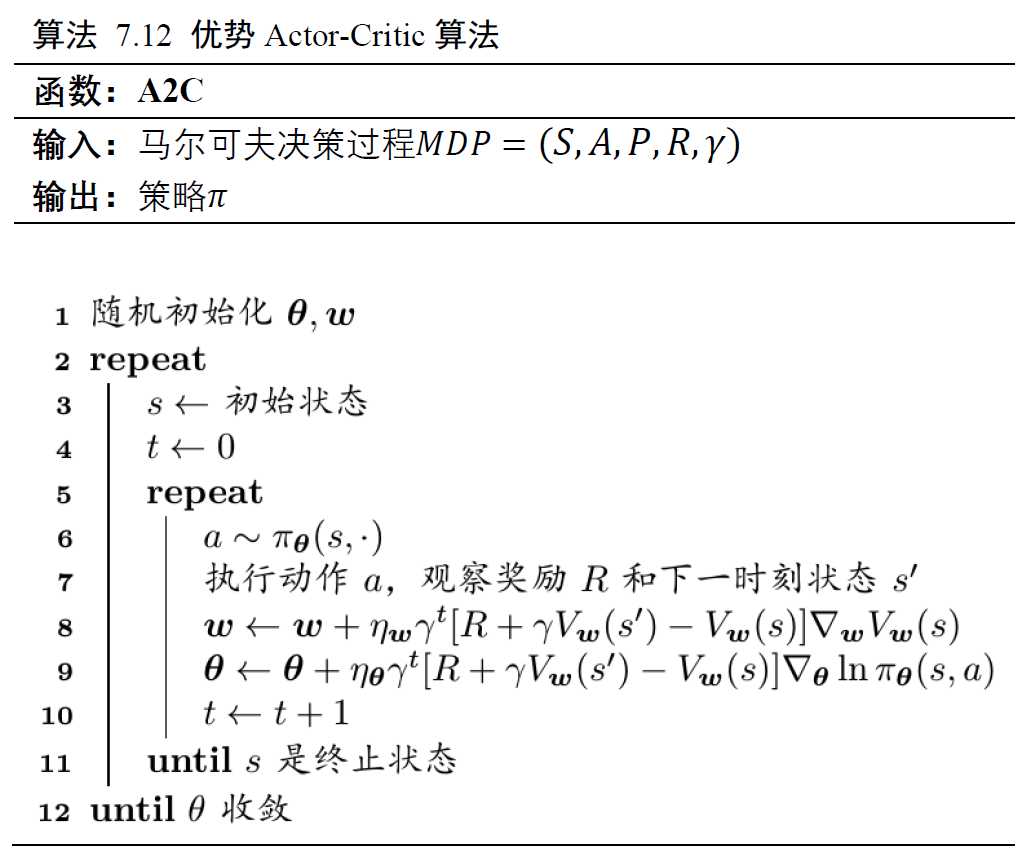 算法 7.12 优势 Actor-Critic 算法
函数：A2C
输入：马尔可夫决策过程MDP = (S, A, P, R, γ)
输出：策略π
1 随机初始化 θ, w
2 repeat
3 s ← 初始状态
4 t ← 0
5 repeat
6 a ∼ π_θ(s, ·)
7 执行动作 a，观察奖励 R 和下一时刻状态 s′
8 w ← w + η_w γ^t [R + γV_w(s′) − V_w(s)]∇_w V_w(s)
9 θ ← θ + η_θ γ^t [R + γV_w(s′) − V_w(s)]∇_θ ln π_θ(s, a)
10 t ← t + 1
11 until s 是终止状态
12 until θ 收敛